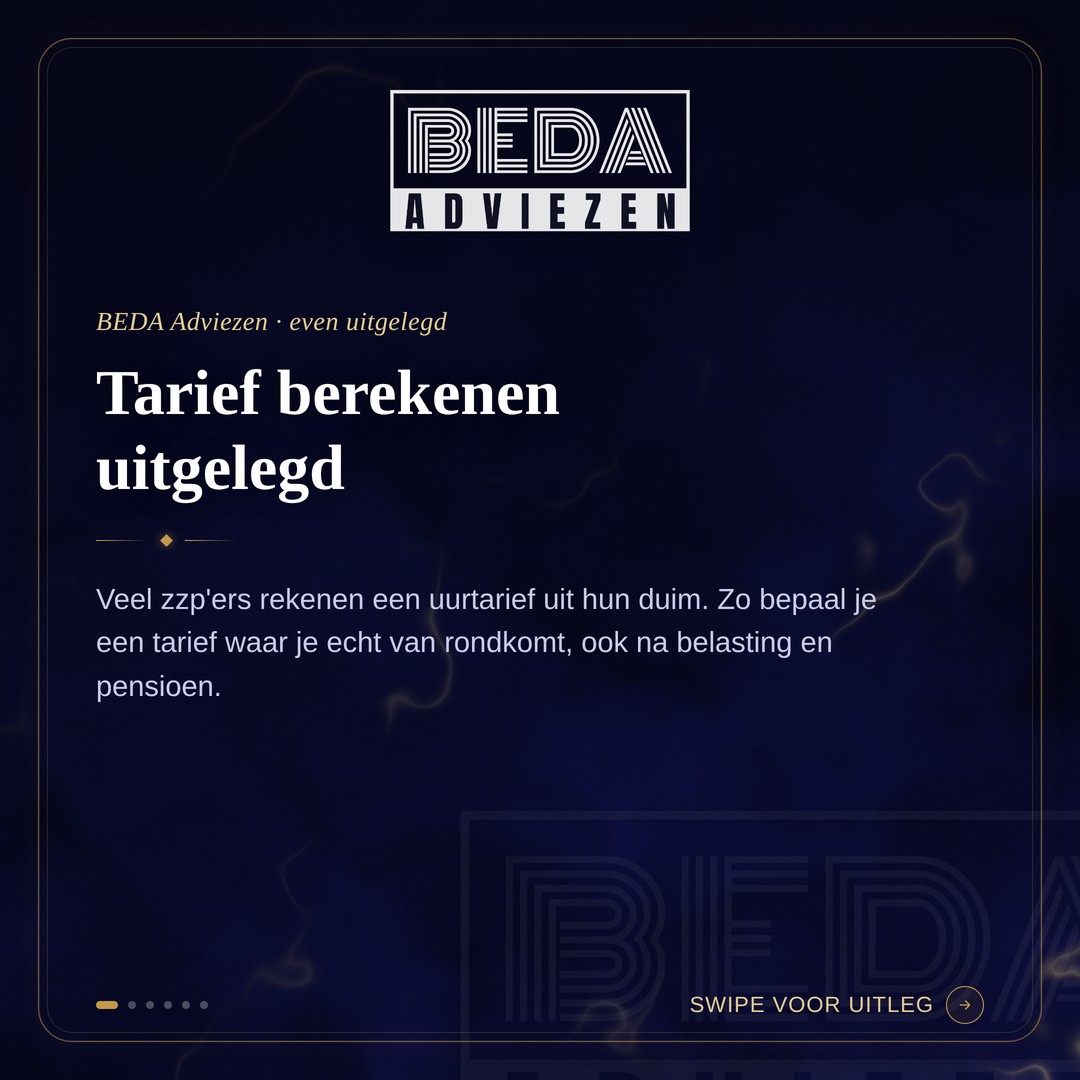 BEDA
ADVIEZEN
BEDA Adviezen · even uitgelegd
Tarief berekenen
uitgelegd
Veel zzp'ers rekenen een uurtarief uit hun duim. Zo bepaal je
een tarief waar je echt van rondkomt, ook na belasting en
pensioen.
BEDA
SWIPE VOOR UITLEG